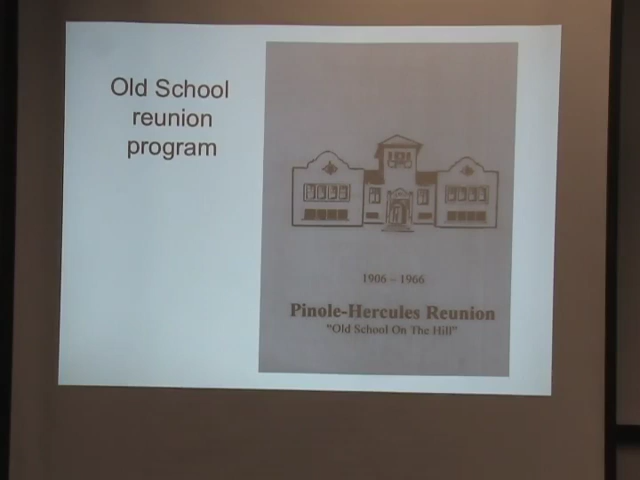 Old School
reunion
program
1906 - 1966
Pinole-Hercules Reunion
"Old School On The Hill"